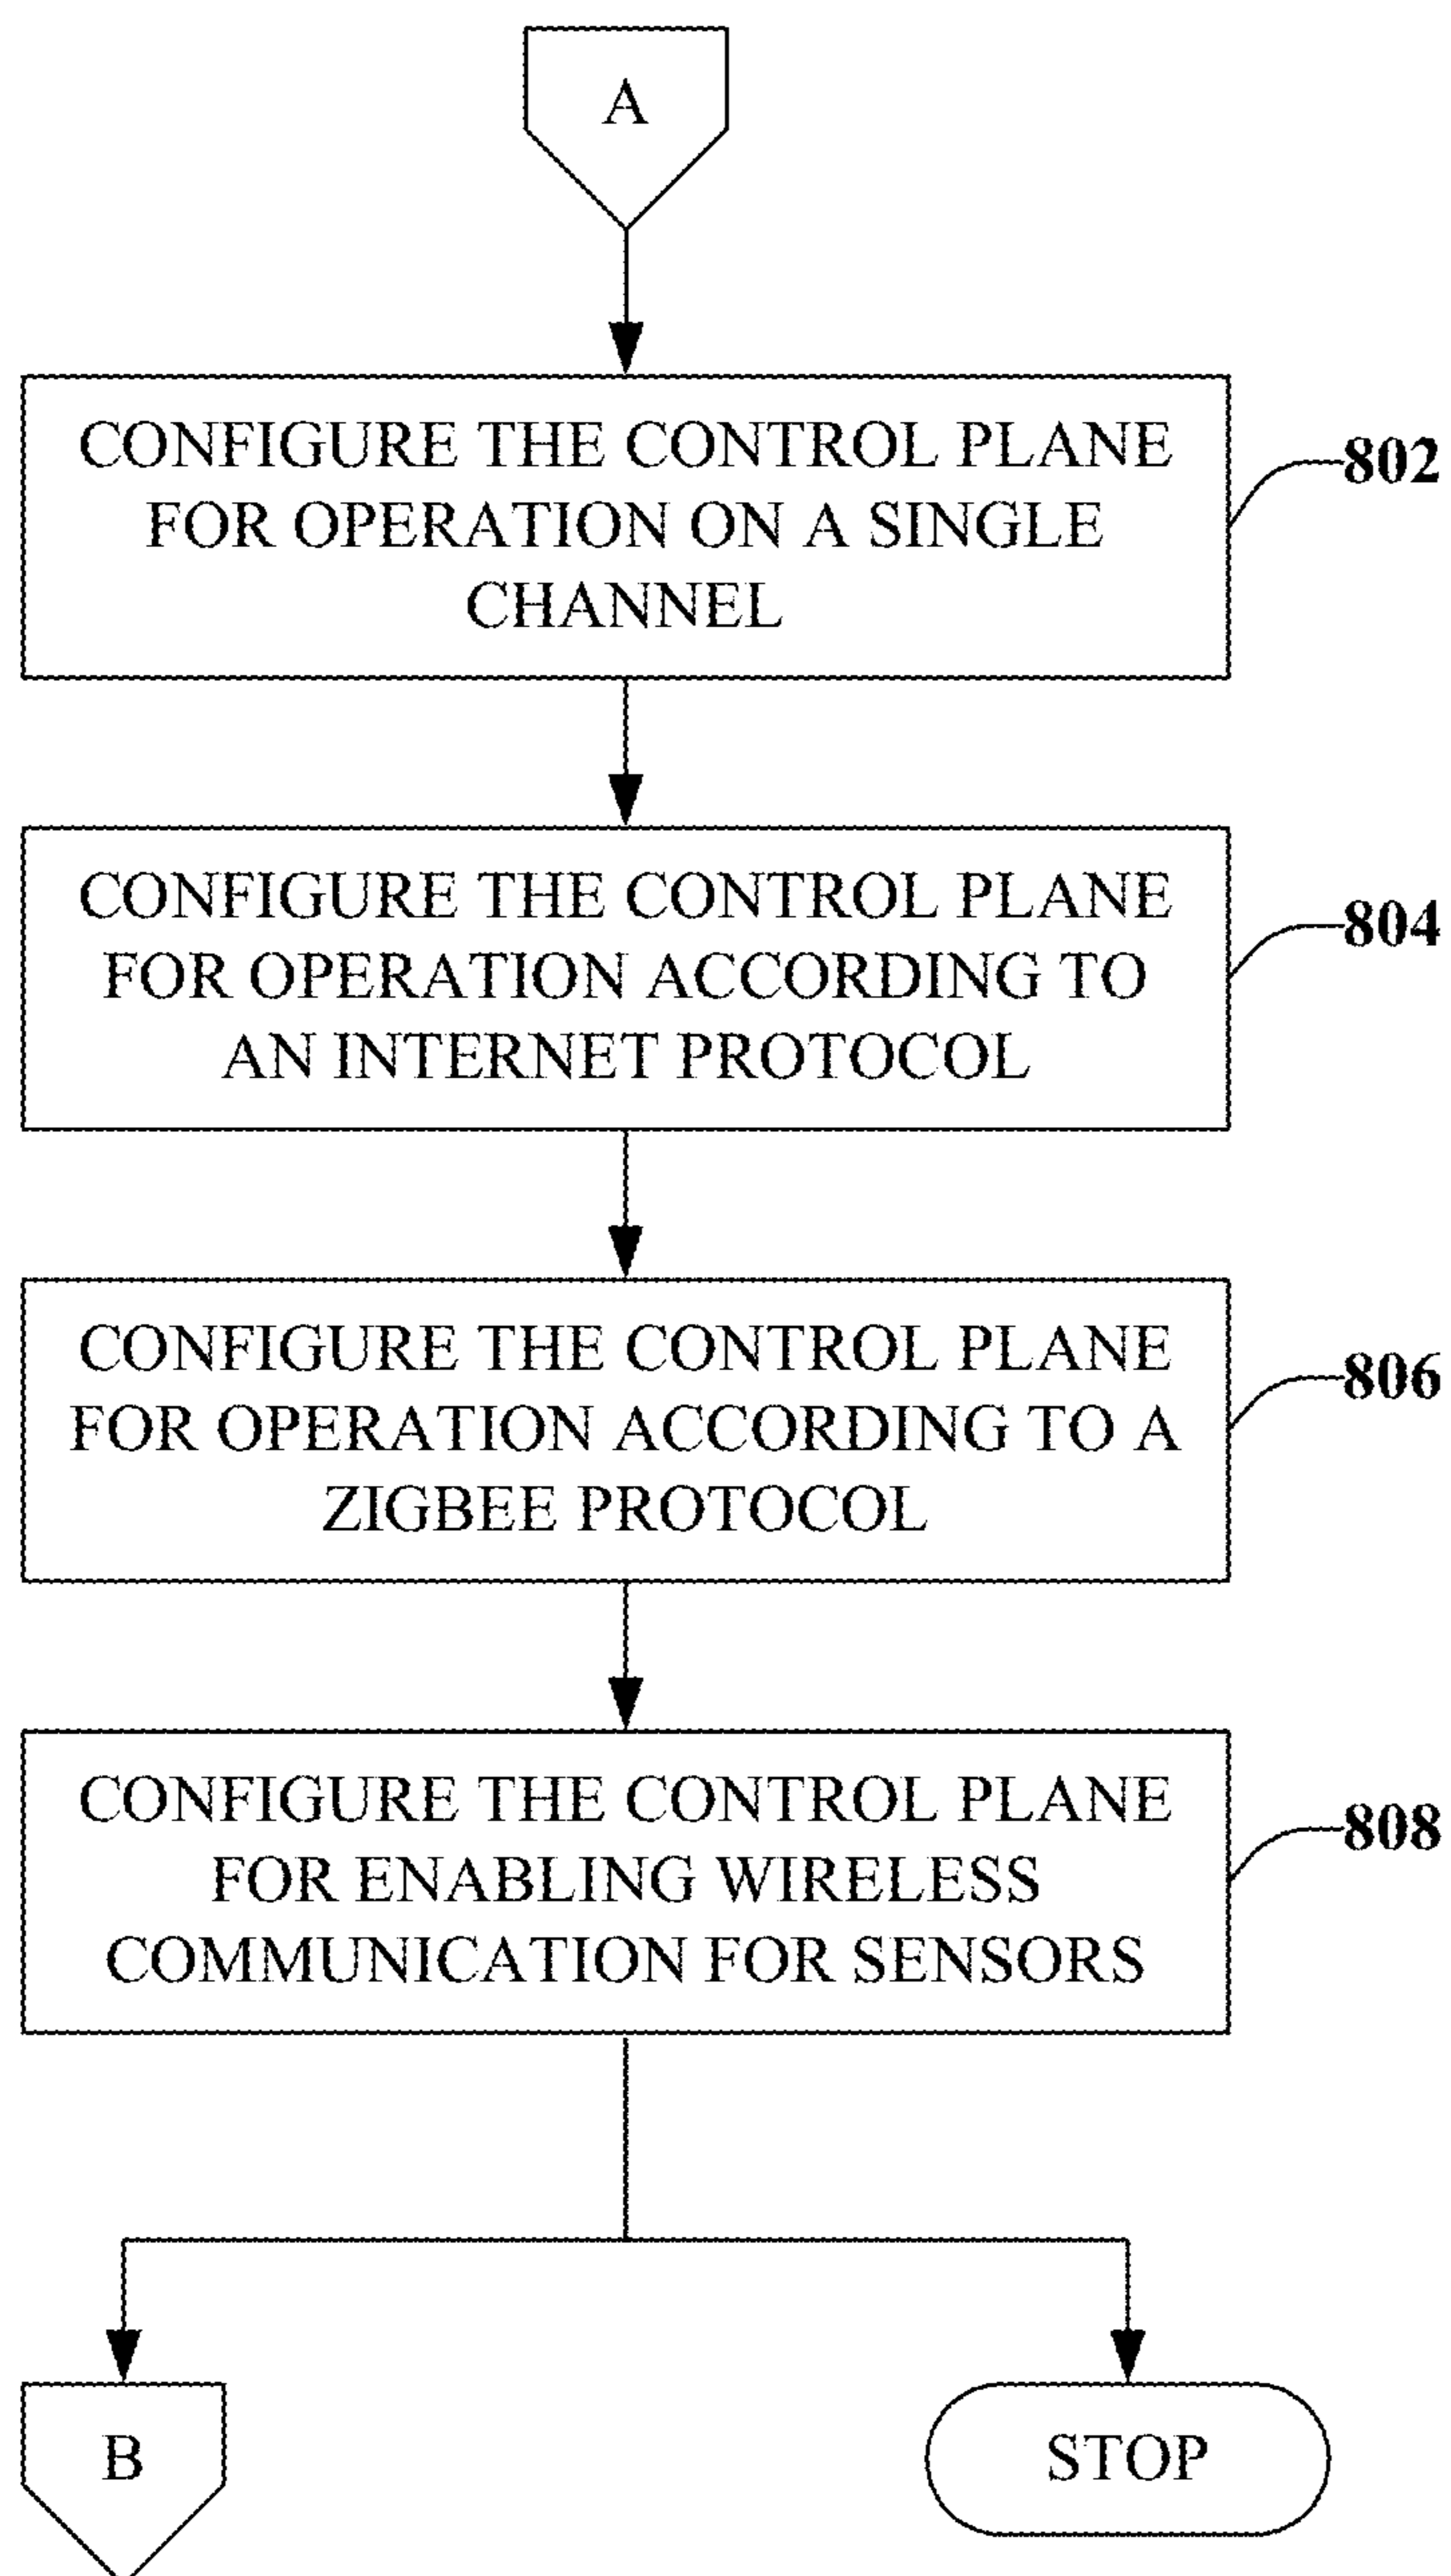 A
CONFIGURE THE CONTROL PLANE
FOR OPERATION ON A SINGLE
CHANNEL
802
CONFIGURE THE CONTROL PLANE
FOR OPERATION ACCORDING TO
AN INTERNET PROTOCOL
804
CONFIGURE THE CONTROL PLANE
FOR OPERATION ACCORDING TO A
ZIGBEE PROTOCOL
806
CONFIGURE THE CONTROL PLANE
FOR ENABLING WIRELESS
COMMUNICATION FOR SENSORS
808
B
STOP